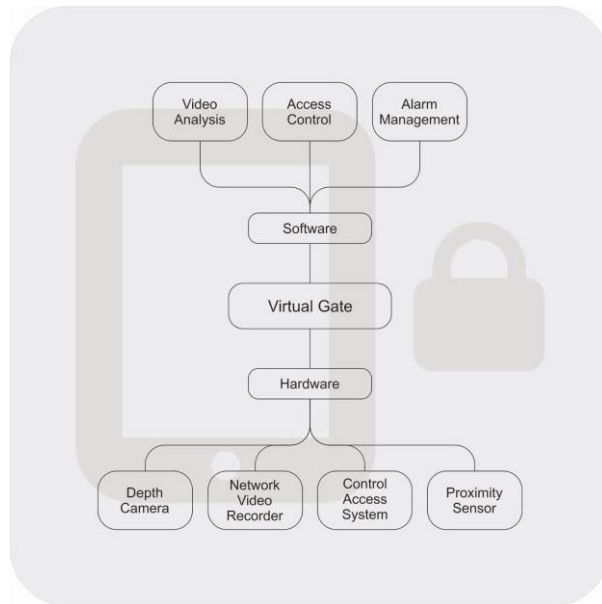 Video
Analysis
Access
Control
Alarm
Management
Software
Virtual Gate
Hardware
Depth
Camera
Network
Video
Recorder
Control
Access
System
Proximity
Sensor